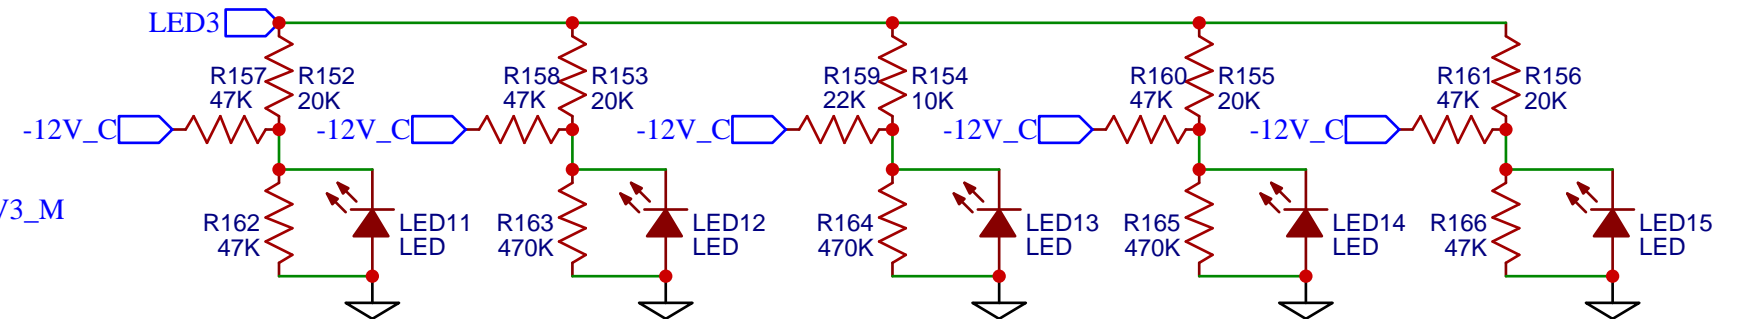 LED3
R157 R152 R158 R153 R159 R154 R160 R155 R161 R156
47K 20K 47K 20K 22K 10K 47K 20K 47K 20K
-12V_C -12V_C -12V_C -12V_C -12V_C
V3_M
R162 LED11 R163 LED12 R164 LED13 R165 LED14 R166 LED15
47K LED 470K LED 470K LED 470K LED 47K LED